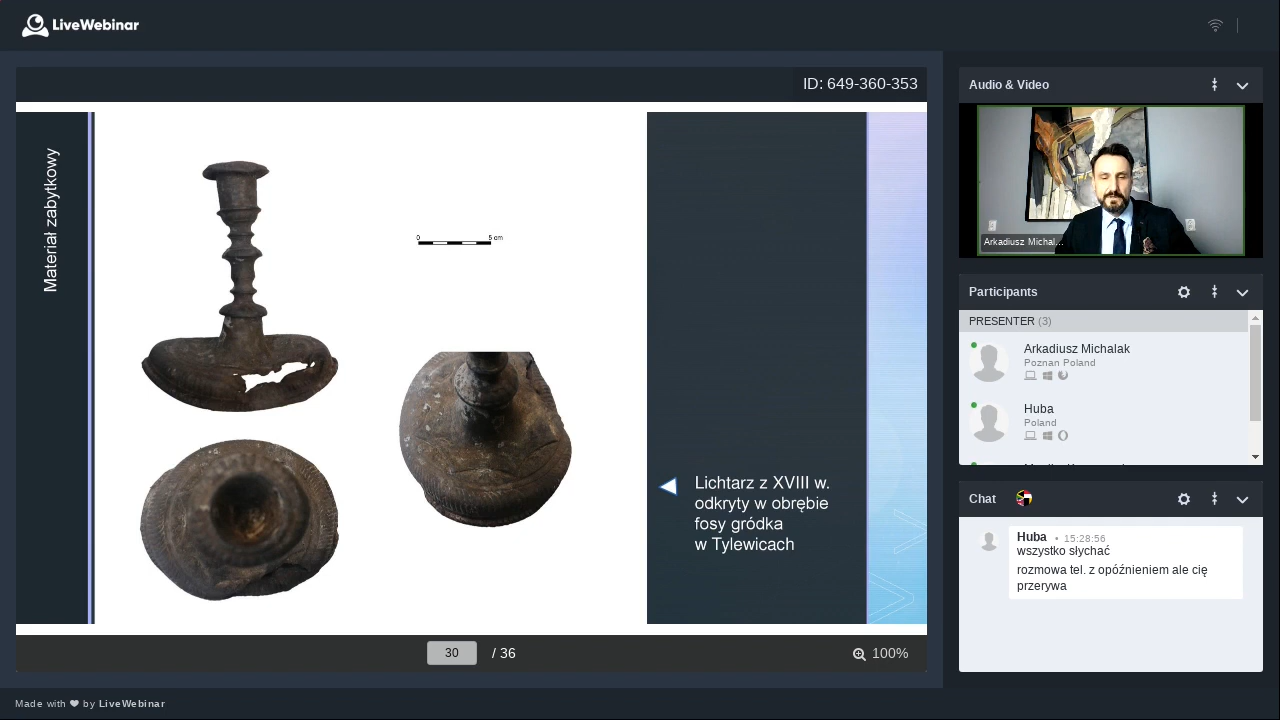 LiveWebinar
ID: 649-360-353
Materiał zabytkowy
0 5 cm
Lichtarz z XVIII w.
odkryty w obrębie
fosy gródka
w Tylewicach
30 / 36
100%
Audio & Video
Arkadiusz Michal...
Participants
PRESENTER (3)
Arkadiusz Michalak
Poznan Poland
Huba
Poland
Chat
Huba • 15:28:56
wszystko słychać
rozmowa tel. z opóźnieniem ale cię
przerywa
Made with ❤ by LiveWebinar